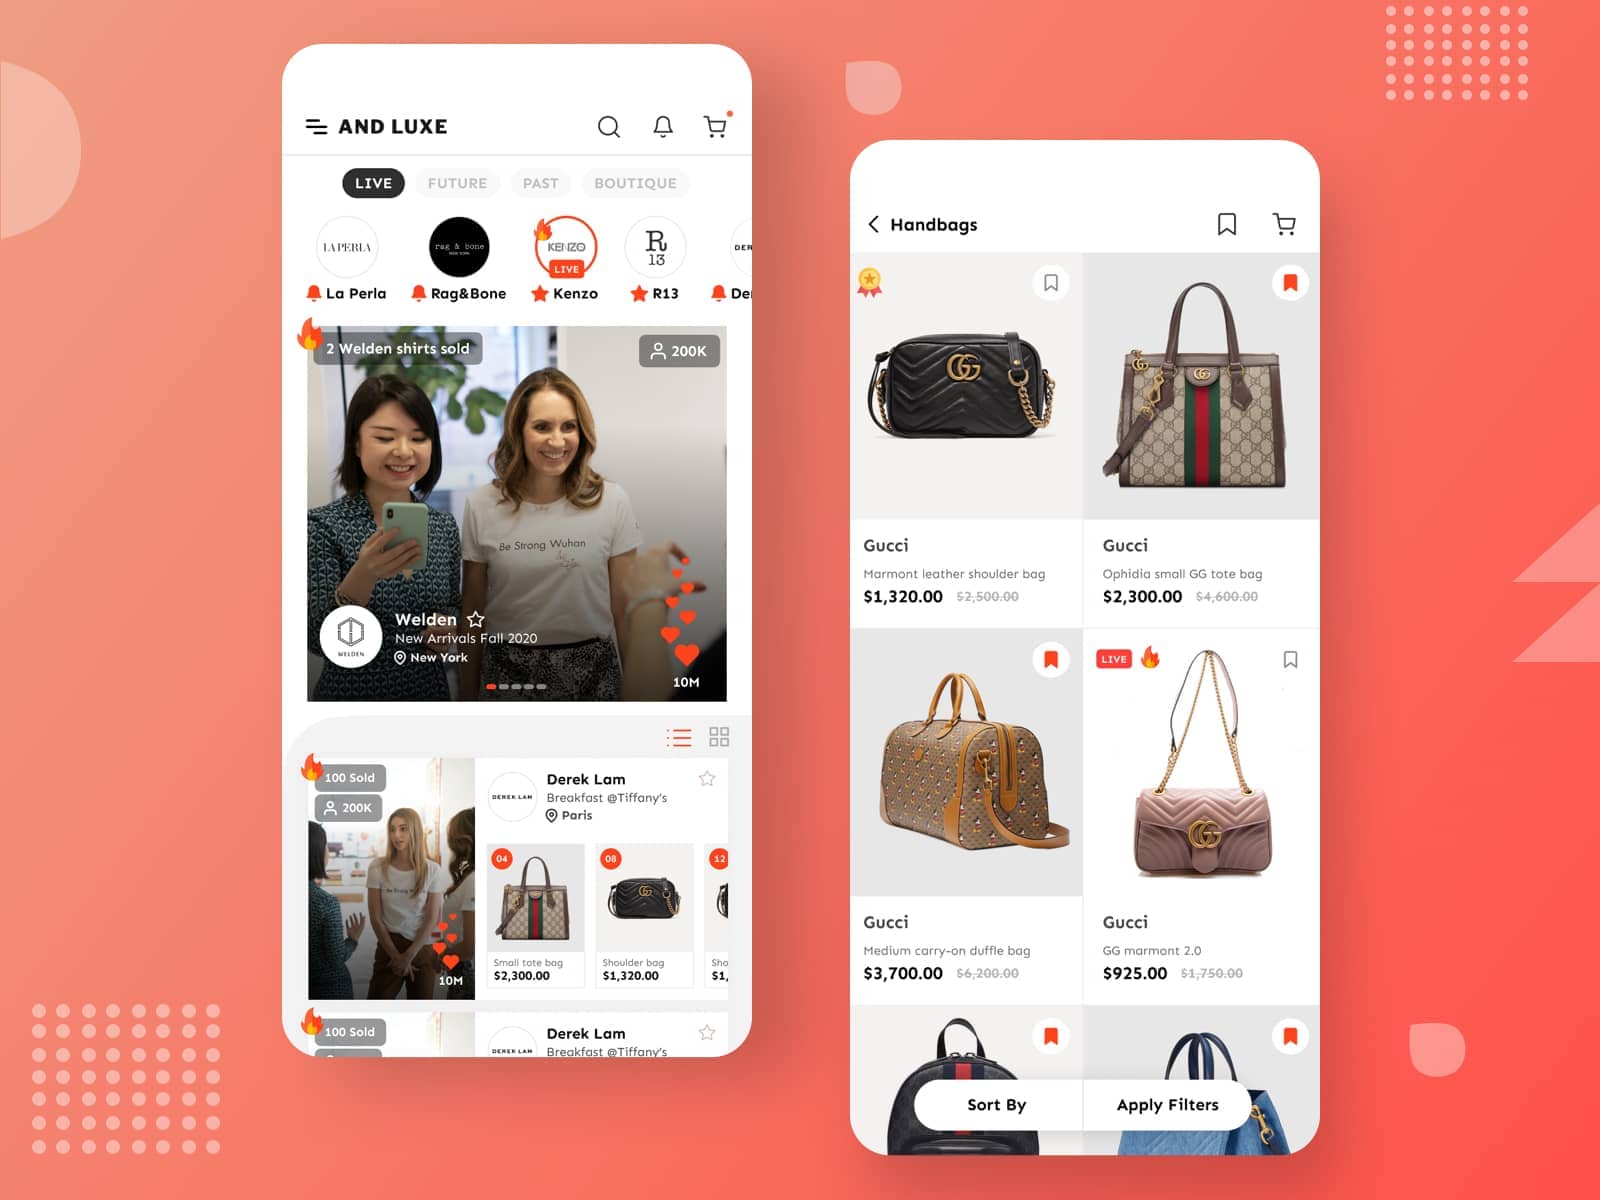 AND LUXE
LIVE
FUTURE
PAST
BOUTIQUE
LA PERLA
rag & bone
NEW YORK
KENZO
LIVE
R
13
DER
La Perla
Rag&Bone
Kenzo
R13
De
2 Welden shirts sold
200K
Be Strong Wuhan
WELDEN
Welden
New Arrivals Fall 2020
New York
10M
100 Sold
200K
Be Strong Wu
10M
DEREK LAM
Derek Lam
Breakfast @Tiffany's
Paris
04
Small tote bag
$2,300.00
08
Shoulder bag
$1,320.00
12
Sho
$1,
100 Sold
DEREK LAM
Derek Lam
Breakfast @Tiffany's
Handbags
Gucci
Marmont leather shoulder bag
$1,320.00 $2,500.00
Gucci
Ophidia small GG tote bag
$2,300.00 $4,600.00
Gucci
Medium carry-on duffle bag
$3,700.00 $6,200.00
LIVE
Gucci
GG marmont 2.0
$925.00 $1,750.00
Sort By
Apply Filters